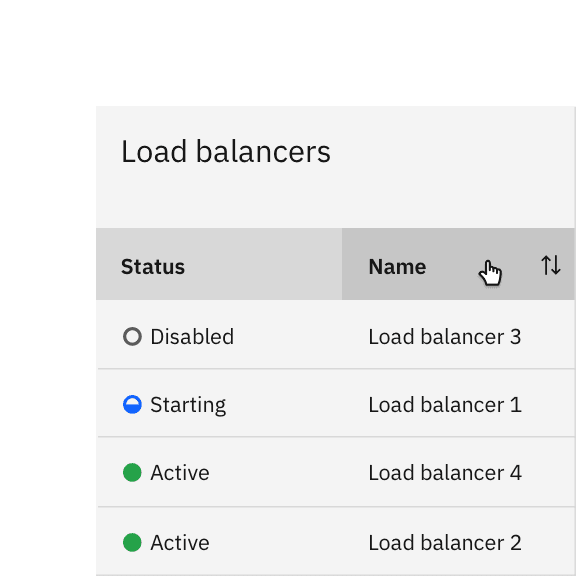 Load balancers
Status Name
Disabled Load balancer 3
Starting Load balancer 1
Active Load balancer 4
Active Load balancer 2